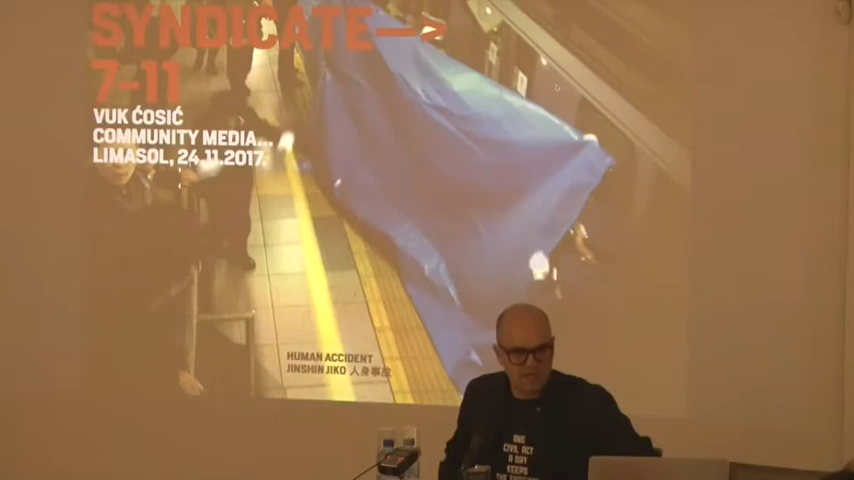 SYNDICATE—>
7-11
VUK ĆOSIĆ
COMMUNITY MEDIA...
LIMASOL, 24.11.2017.
HUMAN ACCIDENT
JINSHIN JIKO 人身事故
ONE
CIVIL ACT
A DAY
KEEPS
THE